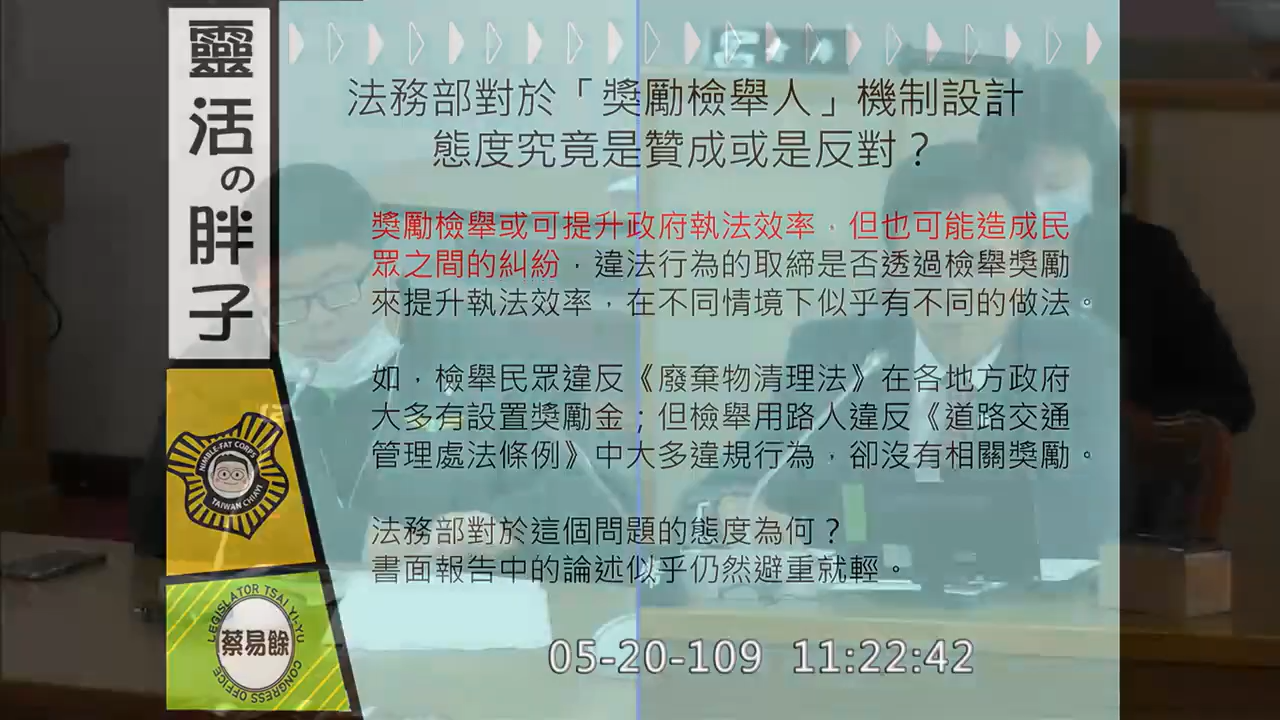 靈活の胖子
法務部對於「獎勵檢舉人」機制設計
態度究竟是贊成或是反對？
獎勵檢舉或可提升政府執法效率，但也可能造成民
眾之間的糾紛，違法行為的取締是否透過檢舉獎勵
來提升執法效率，在不同情境下似乎有不同的做法。
如，檢舉民眾違反《廢棄物清理法》在各地方政府
大多有設置獎勵金；但檢舉用路人違反《道路交通
管理處法條例》中大多違規行為，卻沒有相關獎勵。
法務部對於這個問題的態度為何？
書面報告中的論述似乎仍然避重就輕。
NIMBLE-FAT CORPS
TAIWAN CHIAYI
LEGISLATOR TSAI YI-YU
蔡易餘
CONGRESS OFFICE
05-20-109 11:22:42